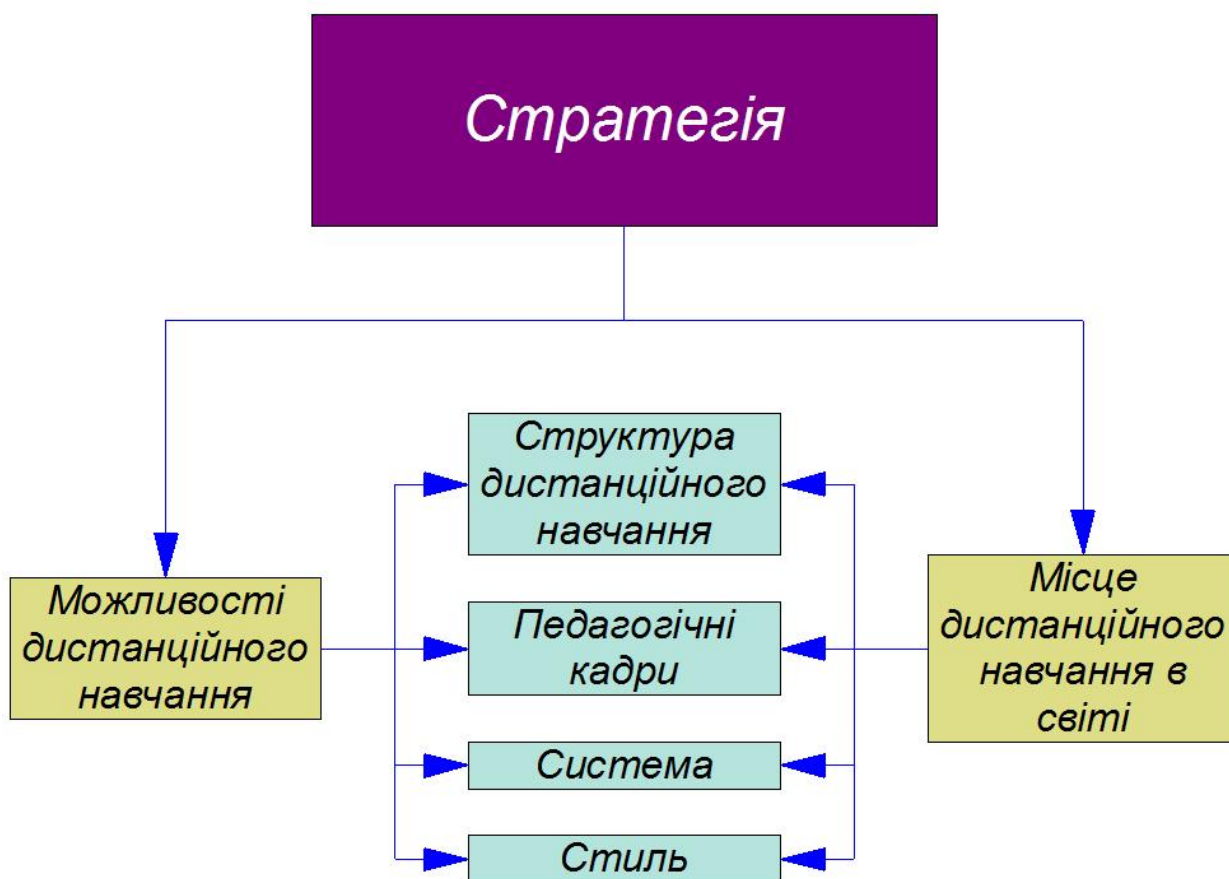 Стратегія
Структура
дистанційного
навчання
Можливості
дистанційного
навчання
Педагогічні
кадри
Місце
дистанційного
навчання в
світі
Система
Стиль